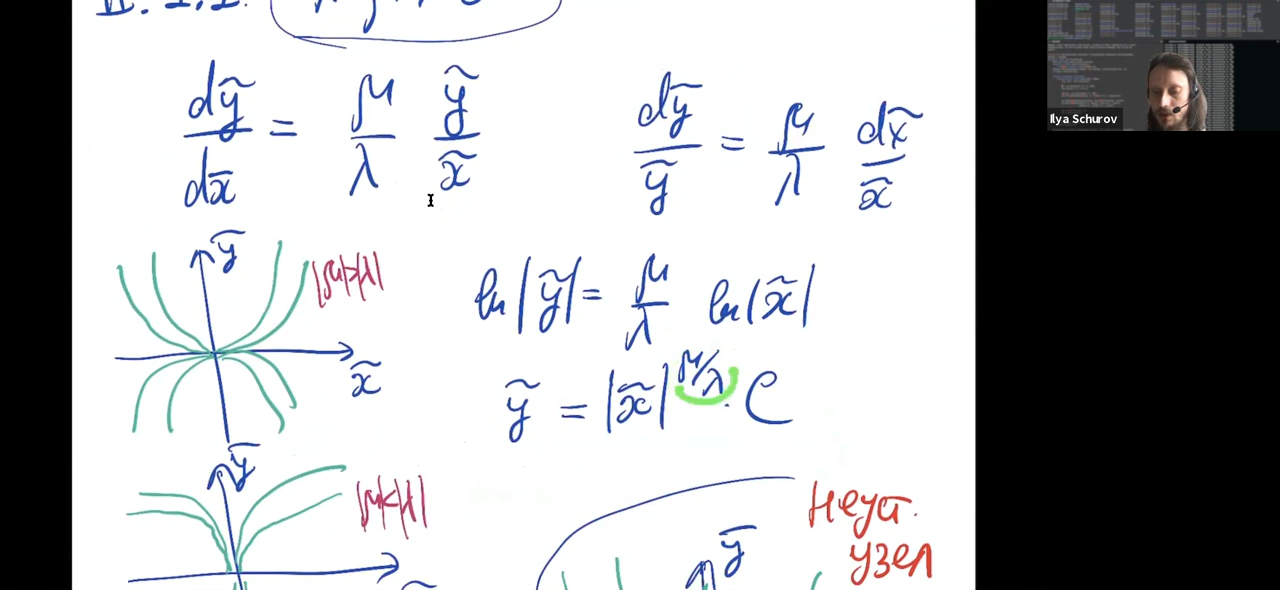 dỹ/dx̃ = μ/λ ỹ/x̃
dỹ/ỹ = μ/λ dx̃/x̃
Ilya Schurov
ỹ
|μ|>|λ|
x̃
ln|ỹ| = μ/λ ln|x̃|
ỹ = |x̃|^{μ/λ} · C
ỹ
|μ|<|λ|
Неуст.
узел
ỹ